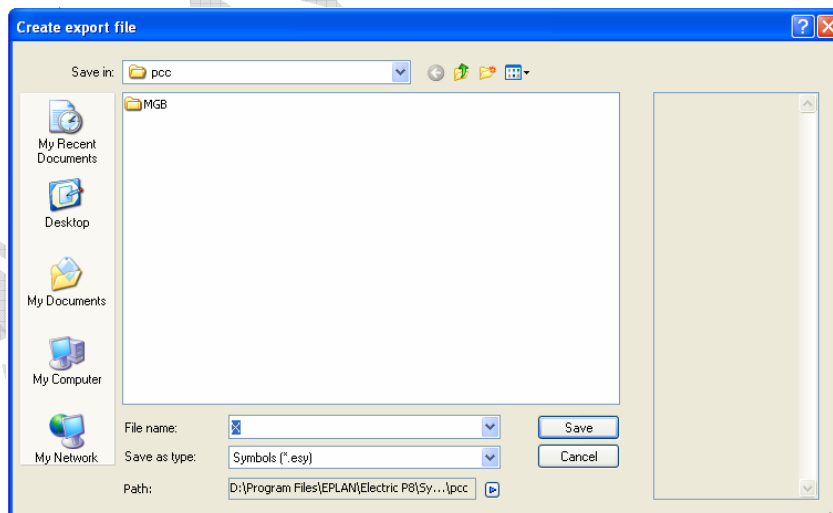 Create export file
Save in:
pcc
MGB
My Recent
Documents
Desktop
My Documents
My Computer
My Network
File name:
X
Save
Save as type:
Symbols (*.esy)
Cancel
Path:
D:\Program Files\EPLAN\Electric P8\Sy...\pcc